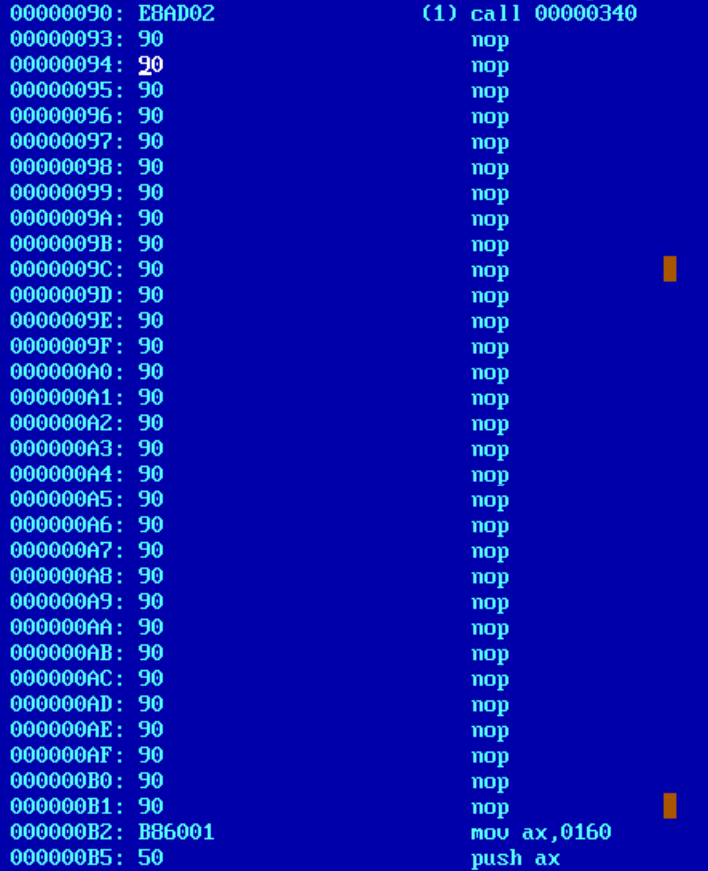 00000090: E8AD02 (1) call 00000340
00000093: 90 nop
00000094: 90 nop
00000095: 90 nop
00000096: 90 nop
00000097: 90 nop
00000098: 90 nop
00000099: 90 nop
0000009A: 90 nop
0000009B: 90 nop
0000009C: 90 nop
0000009D: 90 nop
0000009E: 90 nop
0000009F: 90 nop
000000A0: 90 nop
000000A1: 90 nop
000000A2: 90 nop
000000A3: 90 nop
000000A4: 90 nop
000000A5: 90 nop
000000A6: 90 nop
000000A7: 90 nop
000000A8: 90 nop
000000A9: 90 nop
000000AA: 90 nop
000000AB: 90 nop
000000AC: 90 nop
000000AD: 90 nop
000000AE: 90 nop
000000AF: 90 nop
000000B0: 90 nop
000000B1: 90 nop
000000B2: B86001 mov ax,0160
000000B5: 50 push ax